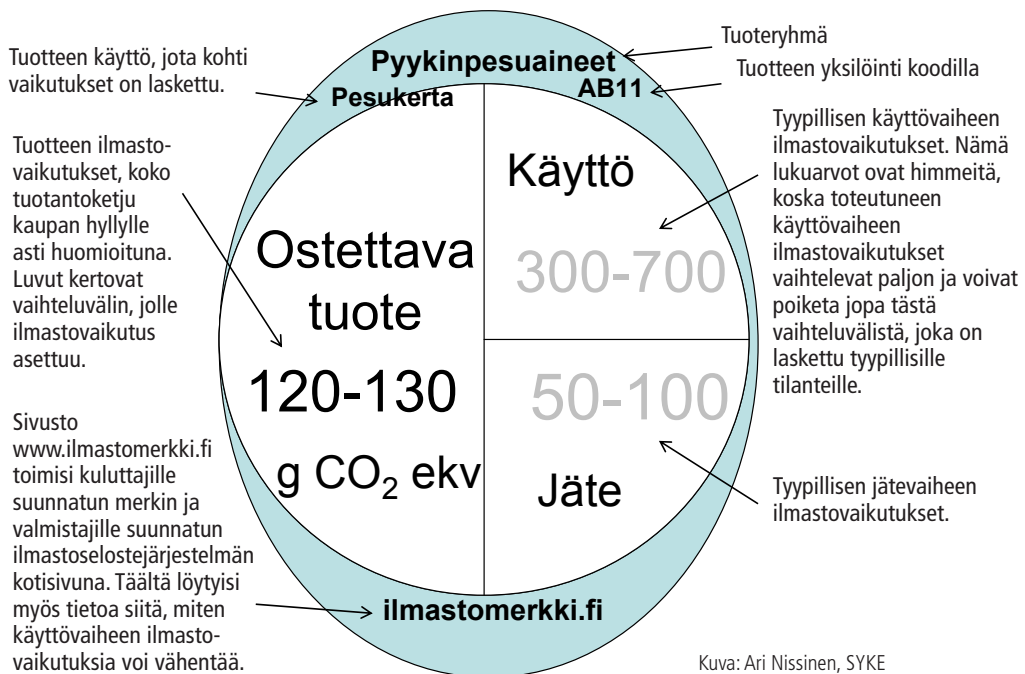 Tuotteen käyttö, jota kohti
vaikutukset on laskettu.
Tuotteen ilmasto-
vaikutukset, koko
tuotantoketju
kaupan hyllylle
asti huomioituna.
Luvut kertovat
vaihteluvälin, jolle
ilmastovaikutus
asettuu.
Sivusto
www.ilmastomerkki.fi
toimisi kuluttajille
suunnatun merkin ja
valmistajille suunnatun
ilmastoselostejärjestelmän
kotisivuna. Täältä löytyisi
myös tietoa siitä, miten
käyttövaiheen ilmasto-
vaikutuksia voi vähentää.
Pyykinpesuaineet
Pesukerta
AB11
Ostettava
tuote
120-130
g CO₂ ekv
Käyttö
300-700
50-100
Jäte
ilmastomerkki.fi
Tuoteryhmä
Tuotteen yksilöinti koodilla
Tyypillisen käyttövaiheen
ilmastovaikutukset. Nämä
lukuarvot ovat himmeitä,
koska toteutuneen
käyttövaiheen
ilmastovaikutukset
vaihtelevat paljon ja voivat
poiketa jopa tästä
vaihteluvälistä, joka on
laskettu tyypillisille
tilanteille.
Tyypillisen jätevaiheen
ilmastovaikutukset.
Kuva: Ari Nissinen, SYKE